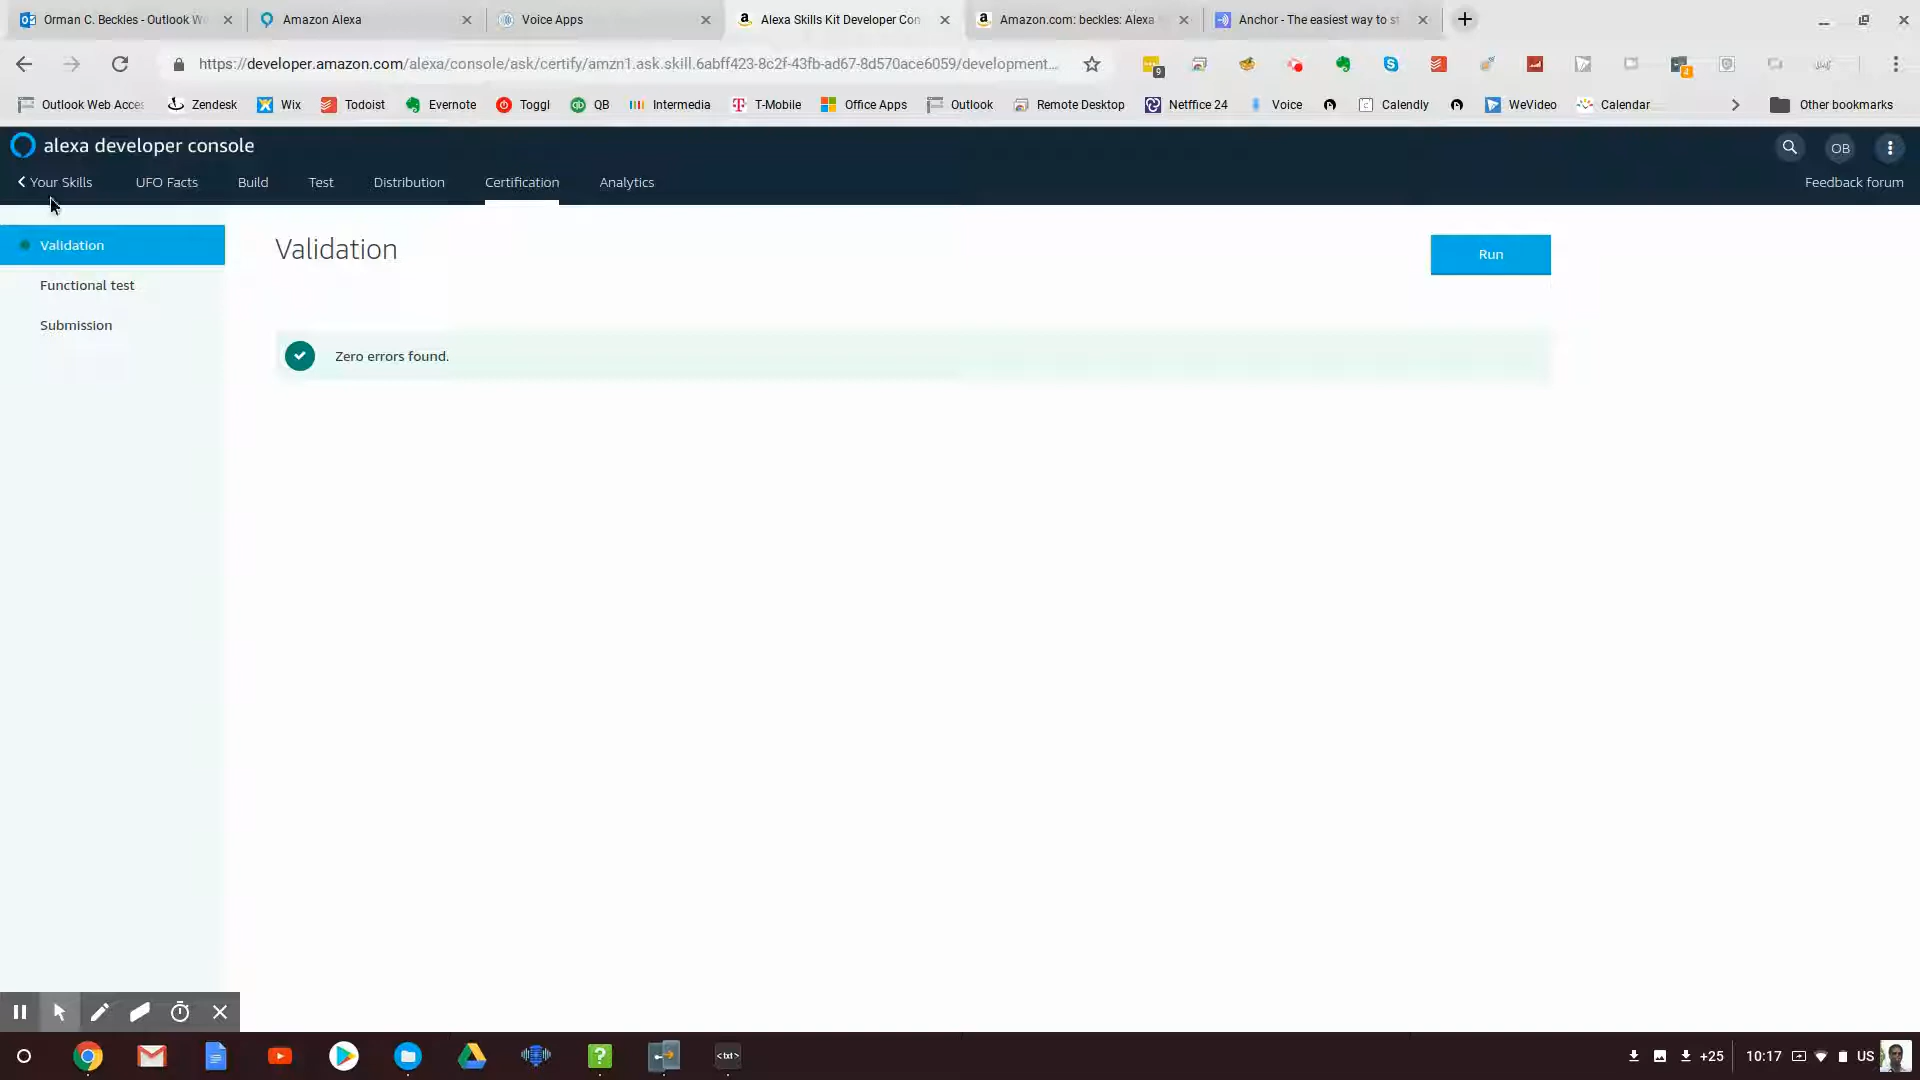 Orman C. Beckles - Outlook W
Amazon Alexa
Voice Apps
Alexa Skills Kit Developer Con
Amazon.com: beckles: Alexa
Anchor - The easiest way to st
https://developer.amazon.com/alexa/console/ask/certify/amzn1.ask.skill.6abff423-8c2f-43fb-ad67-8d570ace6059/development...
9
4
Outlook Web Acces
Zendesk
Wix
Todoist
Evernote
Toggl
QB
Intermedia
T-Mobile
Office Apps
Outlook
Remote Desktop
Netffice 24
Voice
Calendly
WeVideo
Calendar
Other bookmarks
alexa developer console
OB
Your Skills
UFO Facts
Build
Test
Distribution
Certification
Analytics
Feedback forum
Validation
Functional test
Submission
Validation
Run
Zero errors found.
<txt>
+25
10:17
US